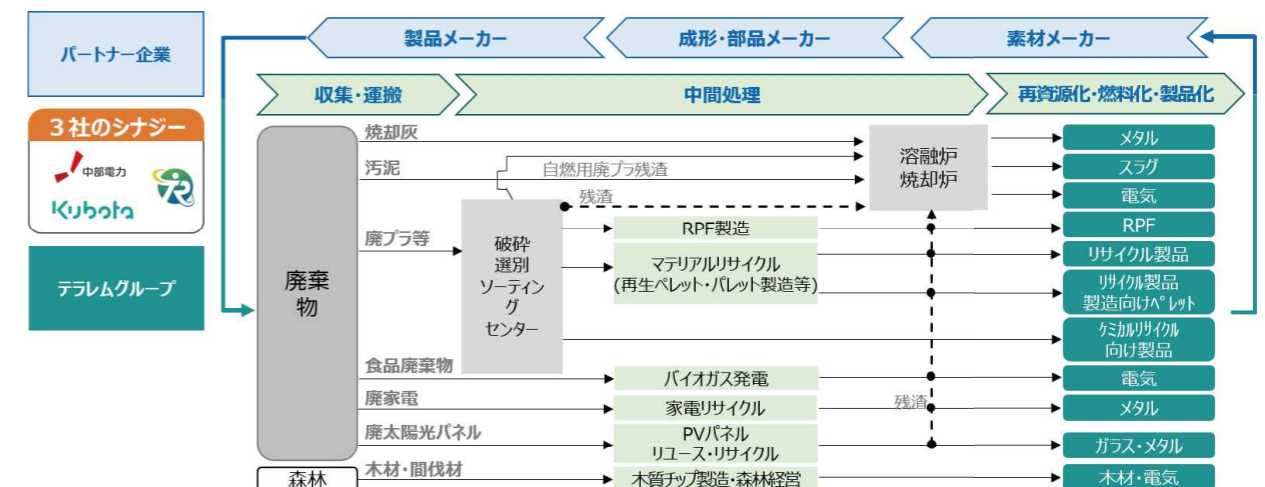 パートナー企業
製品メーカー
成形・部品メーカー
素材メーカー
収集・運搬
中間処理
再資源化・燃料化・製品化
3社のシナジー
中部電力
Kubota
テラレムグループ
廃棄
物
焼却灰
汚泥
自燃用廃プラ残渣
残渣
溶融炉
焼却炉
廃プラ等
破砕
選別
ソーティン
グ
センター
RPF製造
マテリアルリサイクル
(再生ペレット・パレット製造等)
食品廃棄物
バイオガス発電
廃家電
家電リサイクル
残渣
廃太陽光パネル
PVパネル
リユース・リサイクル
森林
木材・間伐材
木質チップ製造・森林経営
メタル
スラグ
電気
RPF
リサイクル製品
リサイクル製品
製造向けペレット
ケミカルリサイクル
向け製品
電気
メタル
ガラス・メタル
木材・電気